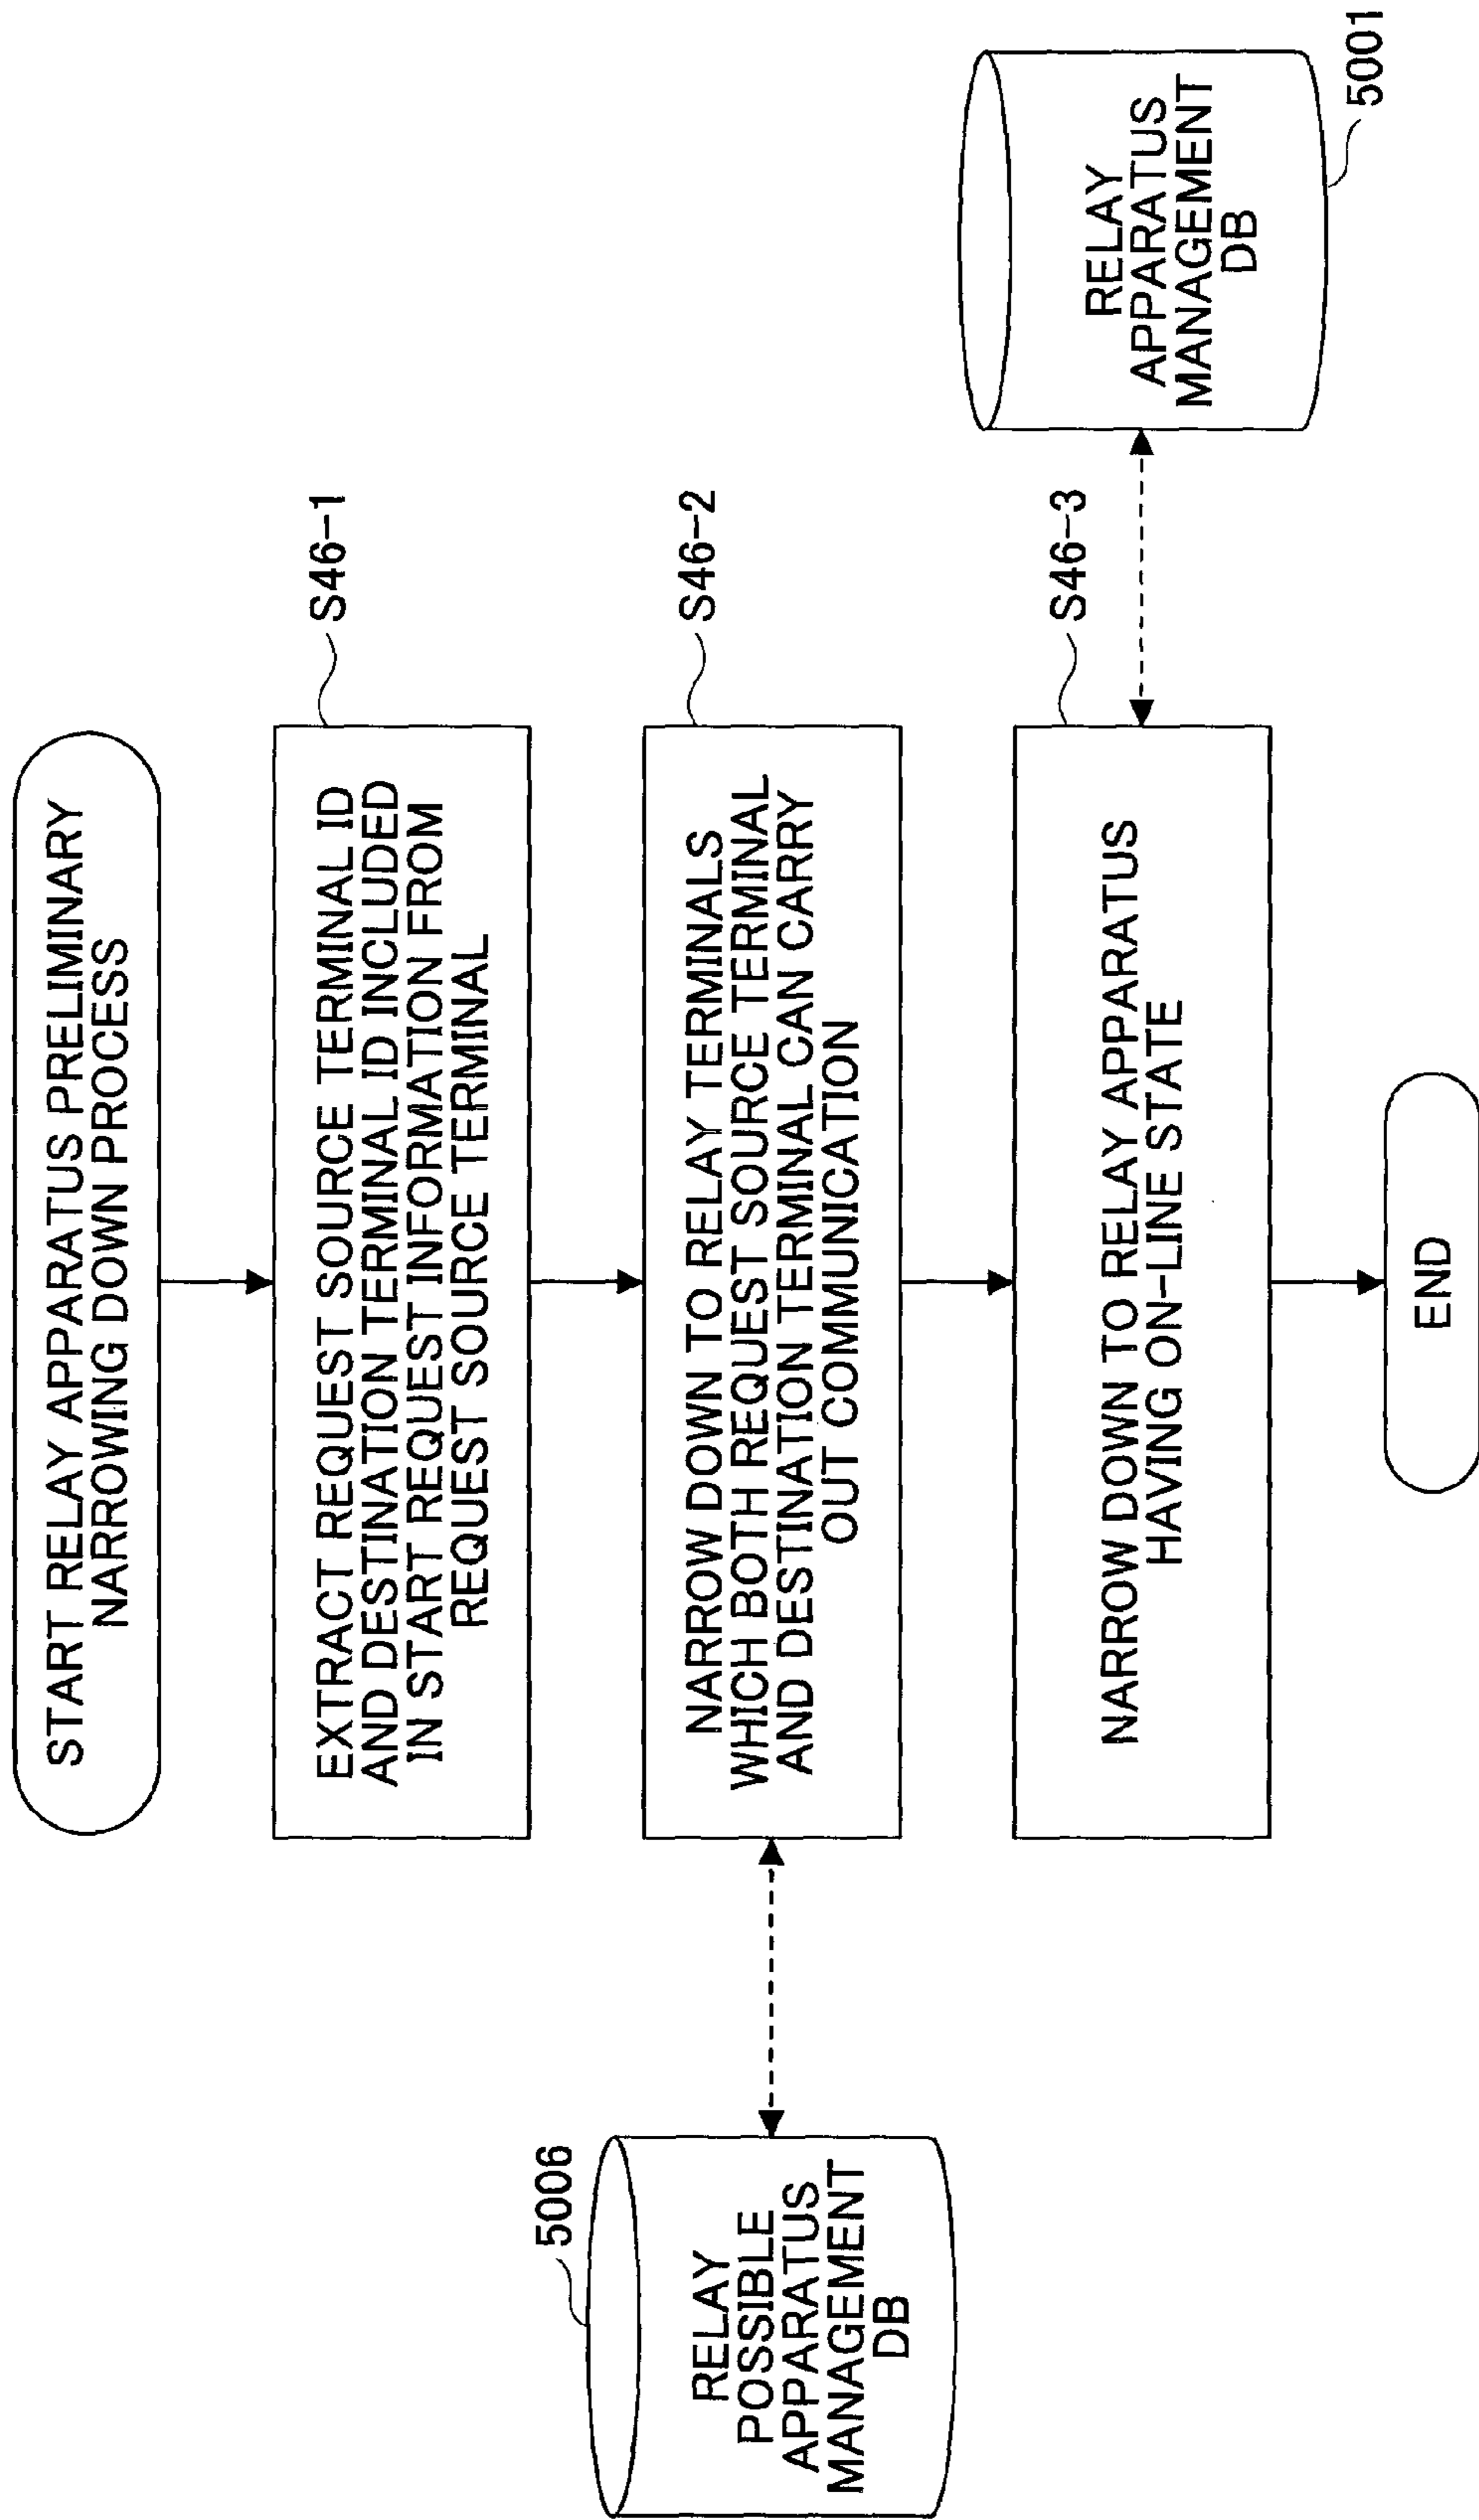 START RELAY APPARATUS PRELIMINARY
NARROWING DOWN PROCESS
S46-1
EXTRACT REQUEST SOURCE TERMINAL ID
AND DESTINATION TERMINAL ID INCLUDED
IN START REQUEST INFORMATION FROM
REQUEST SOURCE TERMINAL
5006
RELAY
POSSIBLE
APPARATUS
MANAGEMENT
DB
S46-2
NARROW DOWN TO RELAY TERMINALS
WHICH BOTH REQUEST SOURCE TERMINAL
AND DESTINATION TERMINAL CAN CARRY
OUT COMMUNICATION
S46-3
NARROW DOWN TO RELAY APPARATUS
HAVING ON-LINE STATE
RELAY
APPARATUS
MANAGEMENT
DB
5001
END